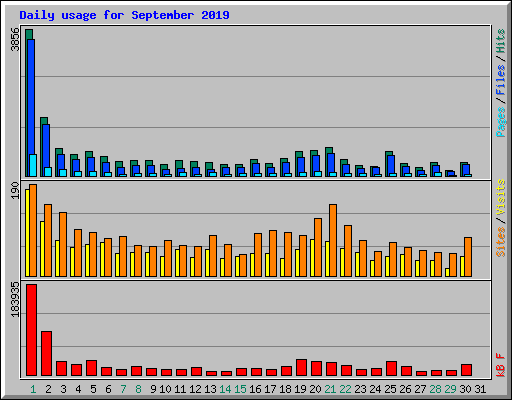 Daily usage for September 2019
3856
Pages / Files / Hits
190
Sites / Visits
183935
kB F
1 2 3 4 5 6 7 8 9 10 11 12 13 14 15 16 17 18 19 20 21 22 23 24 25 26 27 28 29 30 31